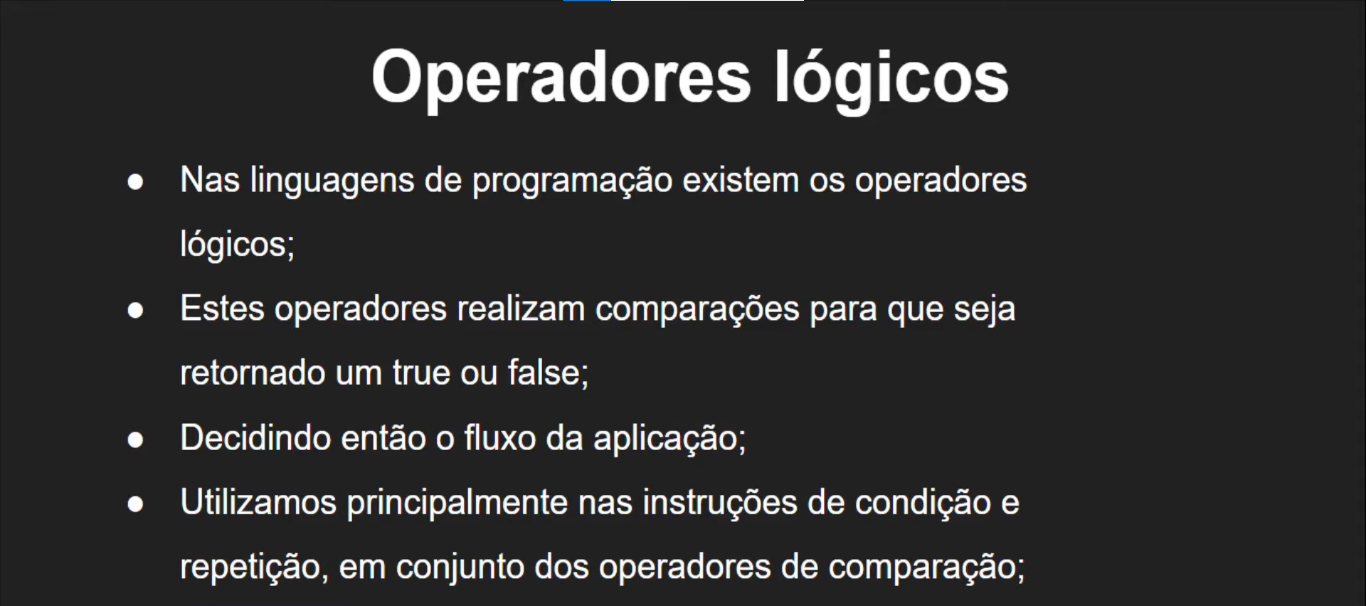 Operadores lógicos
● Nas linguagens de programação existem os operadores
lógicos;
● Estes operadores realizam comparações para que seja
retornado um true ou false;
● Decidindo então o fluxo da aplicação;
● Utilizamos principalmente nas instruções de condição e
repetição, em conjunto dos operadores de comparação;